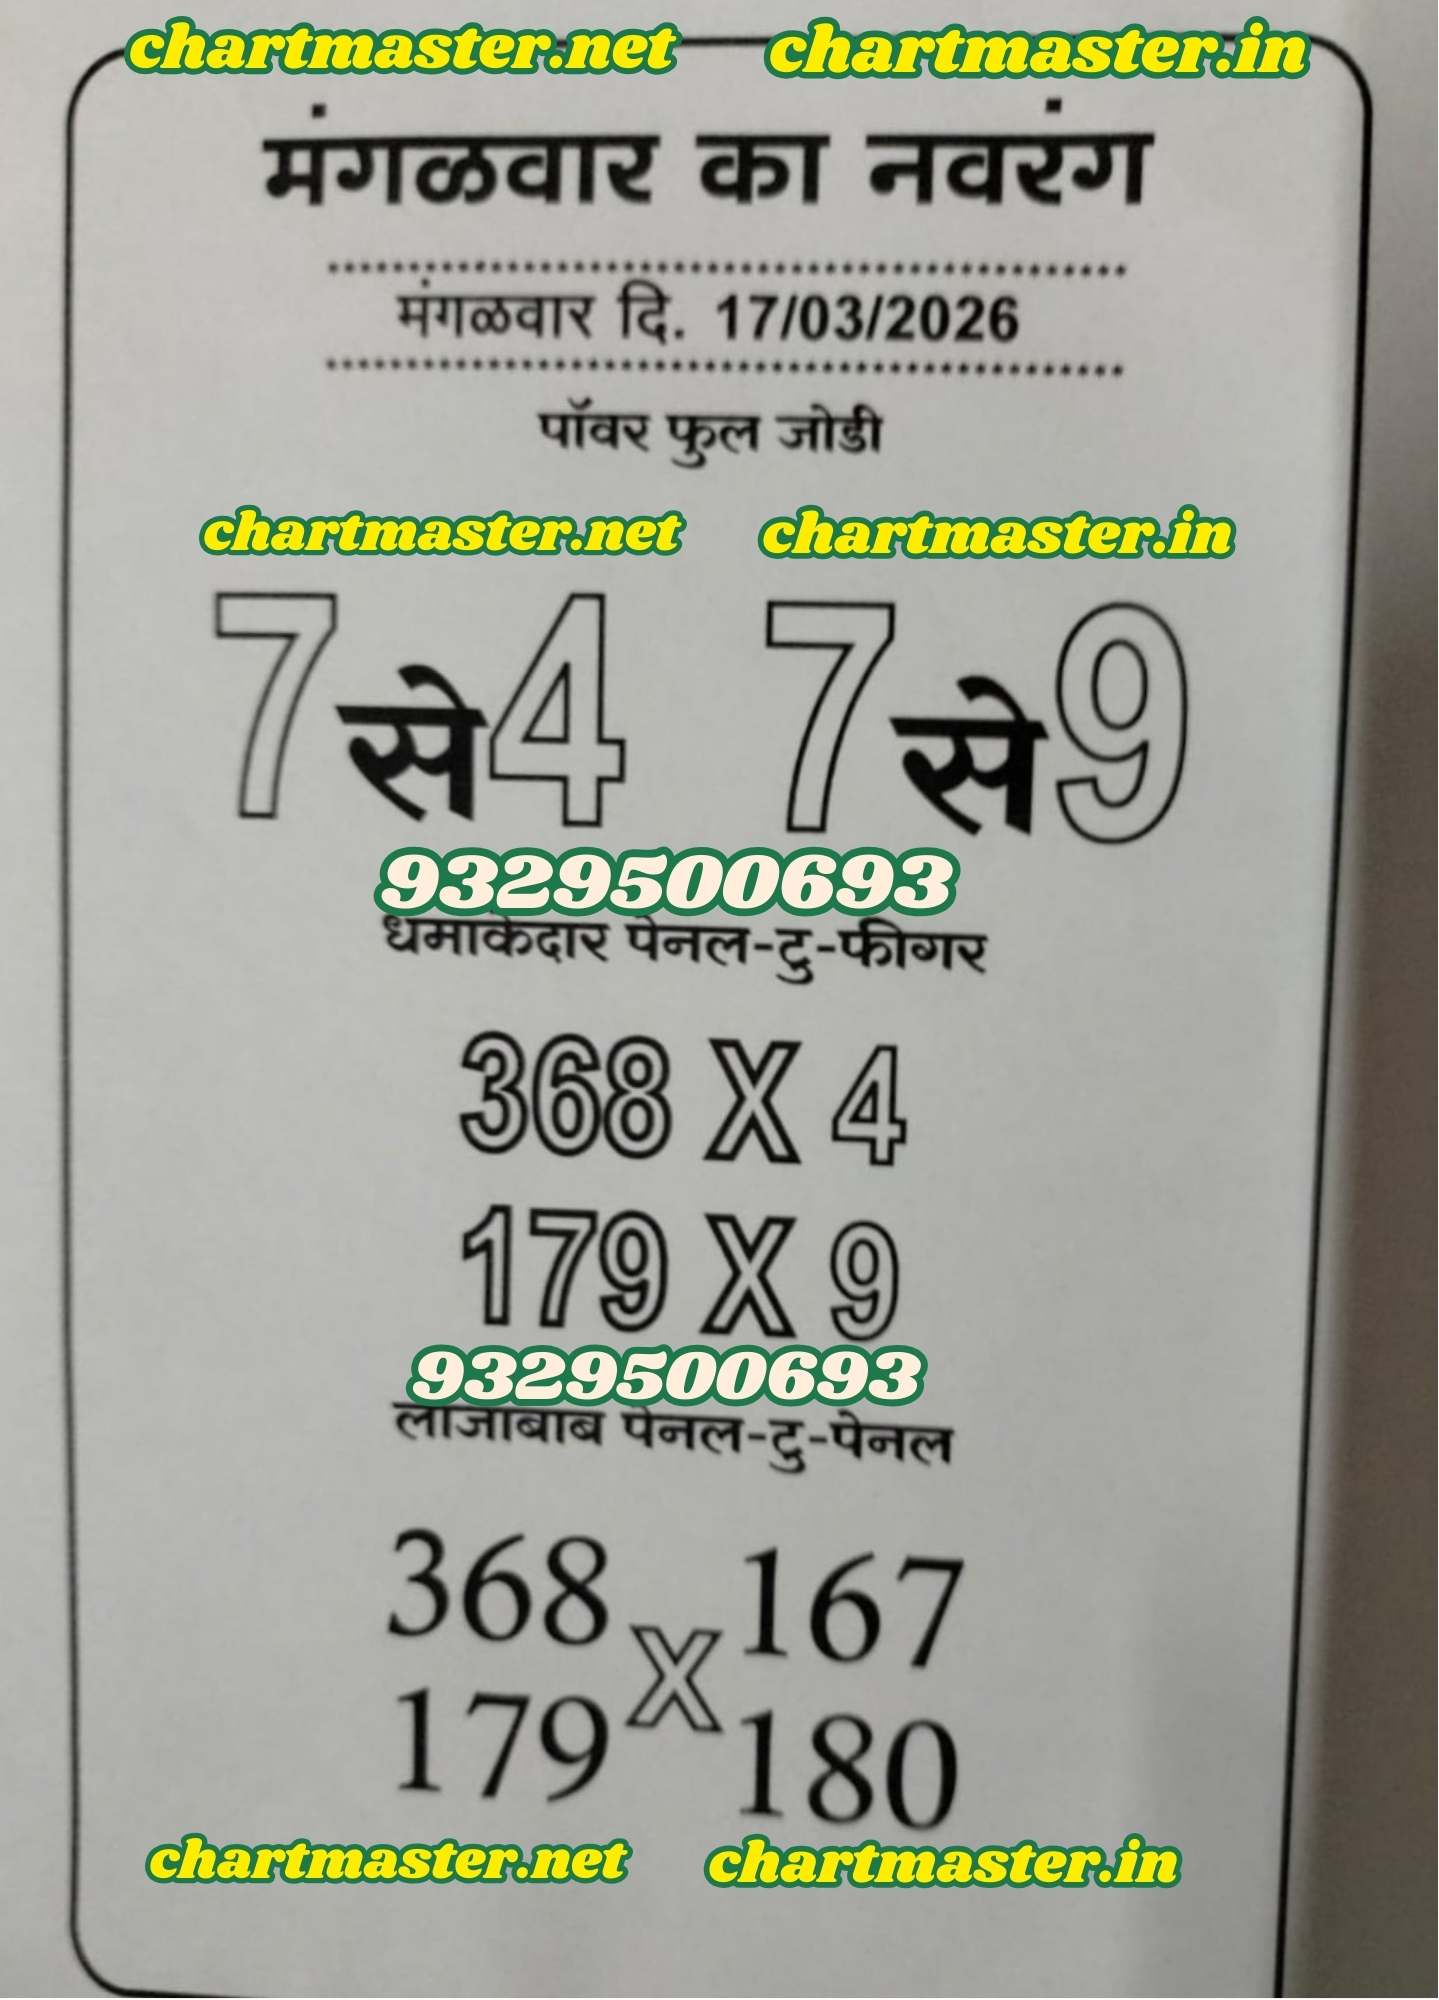 chartmaster.net chartmaster.in
मंगळवार का नवरंग
मंगळवार दि. 17/03/2026
पॉवर फुल जोडी
chartmaster.net chartmaster.in
7 से 4 7 से 9
9329500693
धमाकेदार पेनल-टु-फीगर
368 X 4
179 X 9
9329500693
लाजाबाब पेनल-टु-पेनल
368 167
X
179 180
chartmaster.net chartmaster.in